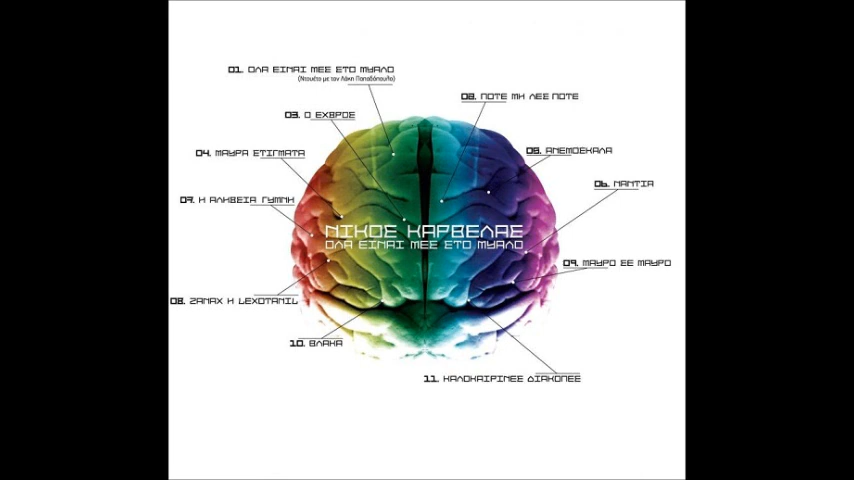 01. ΟΛΑ ΕΙΝΑΙ ΜΕΣ ΣΤΟ ΜΥΑΛΟ
(Ντουέτο με τον Λάκη Παπαδόπουλο)
02. ΠΟΤΕ ΜΗ ΛΕΣ ΠΟΤΕ
03. Ο ΕΧΘΡΟΣ
04. ΜΑΥΡΑ ΣΤΙΓΜΑΤΑ
05. ΑΝΕΜΟΣΚΑΛΑ
06. ΝΑΝΤΙΑ
07. Η ΑΛΗΘΕΙΑ ΓΥΜΝΗ
ΝΙΚΟΣ ΚΑΡΒΕΛΑΣ
ΟΛΑ ΕΙΝΑΙ ΜΕΣ ΣΤΟ ΜΥΑΛΟ
09. ΜΑΥΡΟ ΣΕ ΜΑΥΡΟ
08. ZANAX Η LEXOTANIL
10. ΒΛΑΚΑ
11. ΚΑΛΟΚΑΙΡΙΝΕΣ ΔΙΑΚΟΠΕΣ